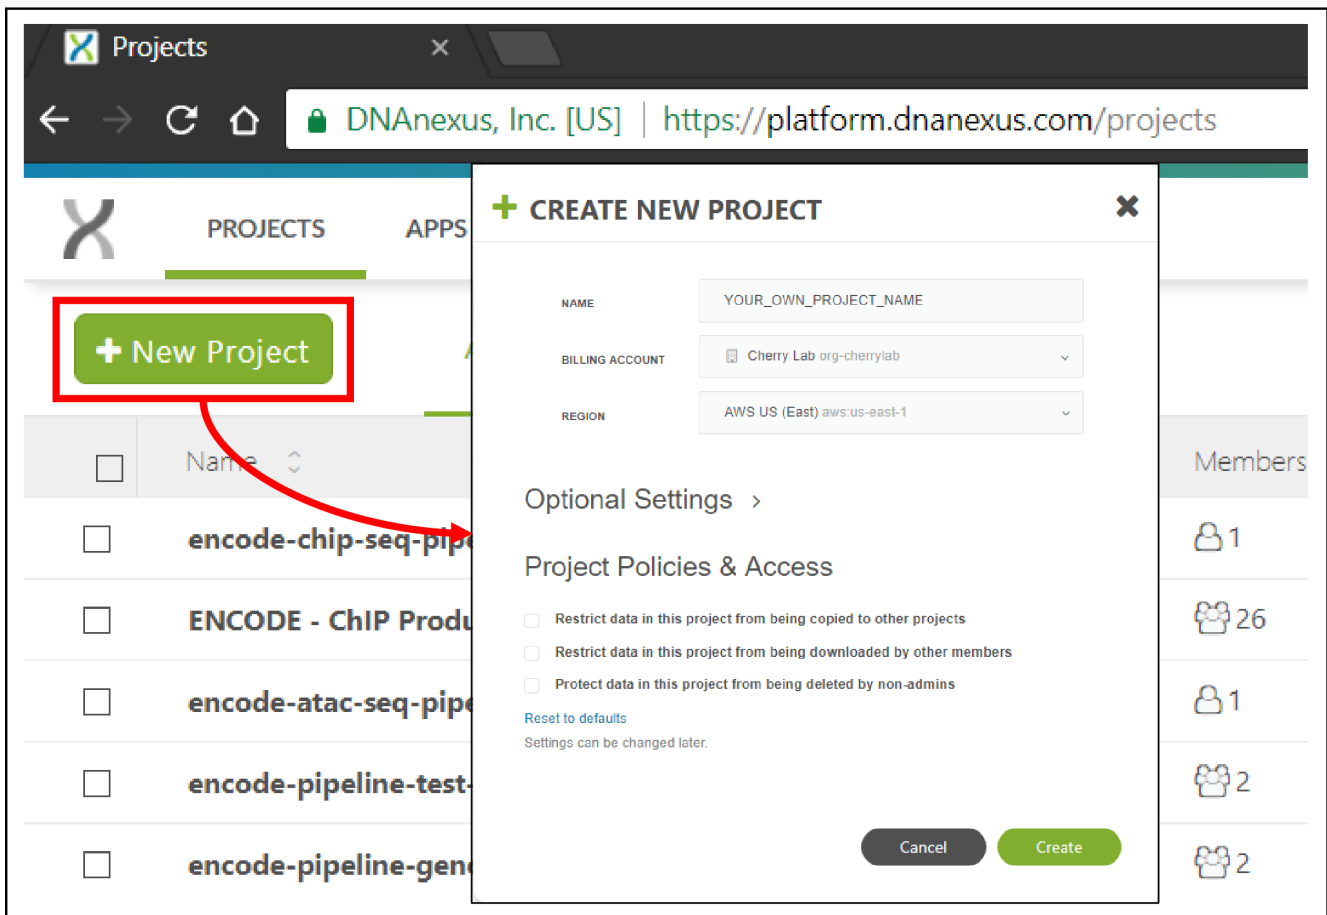 Projects
DNAnexus, Inc. [US] | https://platform.dnanexus.com/projects
PROJECTS APPS
+ New Project
Name
Members
encode-chip-seq-pipe
1
ENCODE - ChIP Produ
26
encode-atac-seq-pipe
1
encode-pipeline-test-
2
encode-pipeline-gene
2
+ CREATE NEW PROJECT
NAME YOUR_OWN_PROJECT_NAME
BILLING ACCOUNT Cherry Lab org-cherrylab
REGION AWS US (East) aws:us-east-1
Optional Settings >
Project Policies & Access
Restrict data in this project from being copied to other projects
Restrict data in this project from being downloaded by other members
Protect data in this project from being deleted by non-admins
Reset to defaults
Settings can be changed later.
Cancel Create